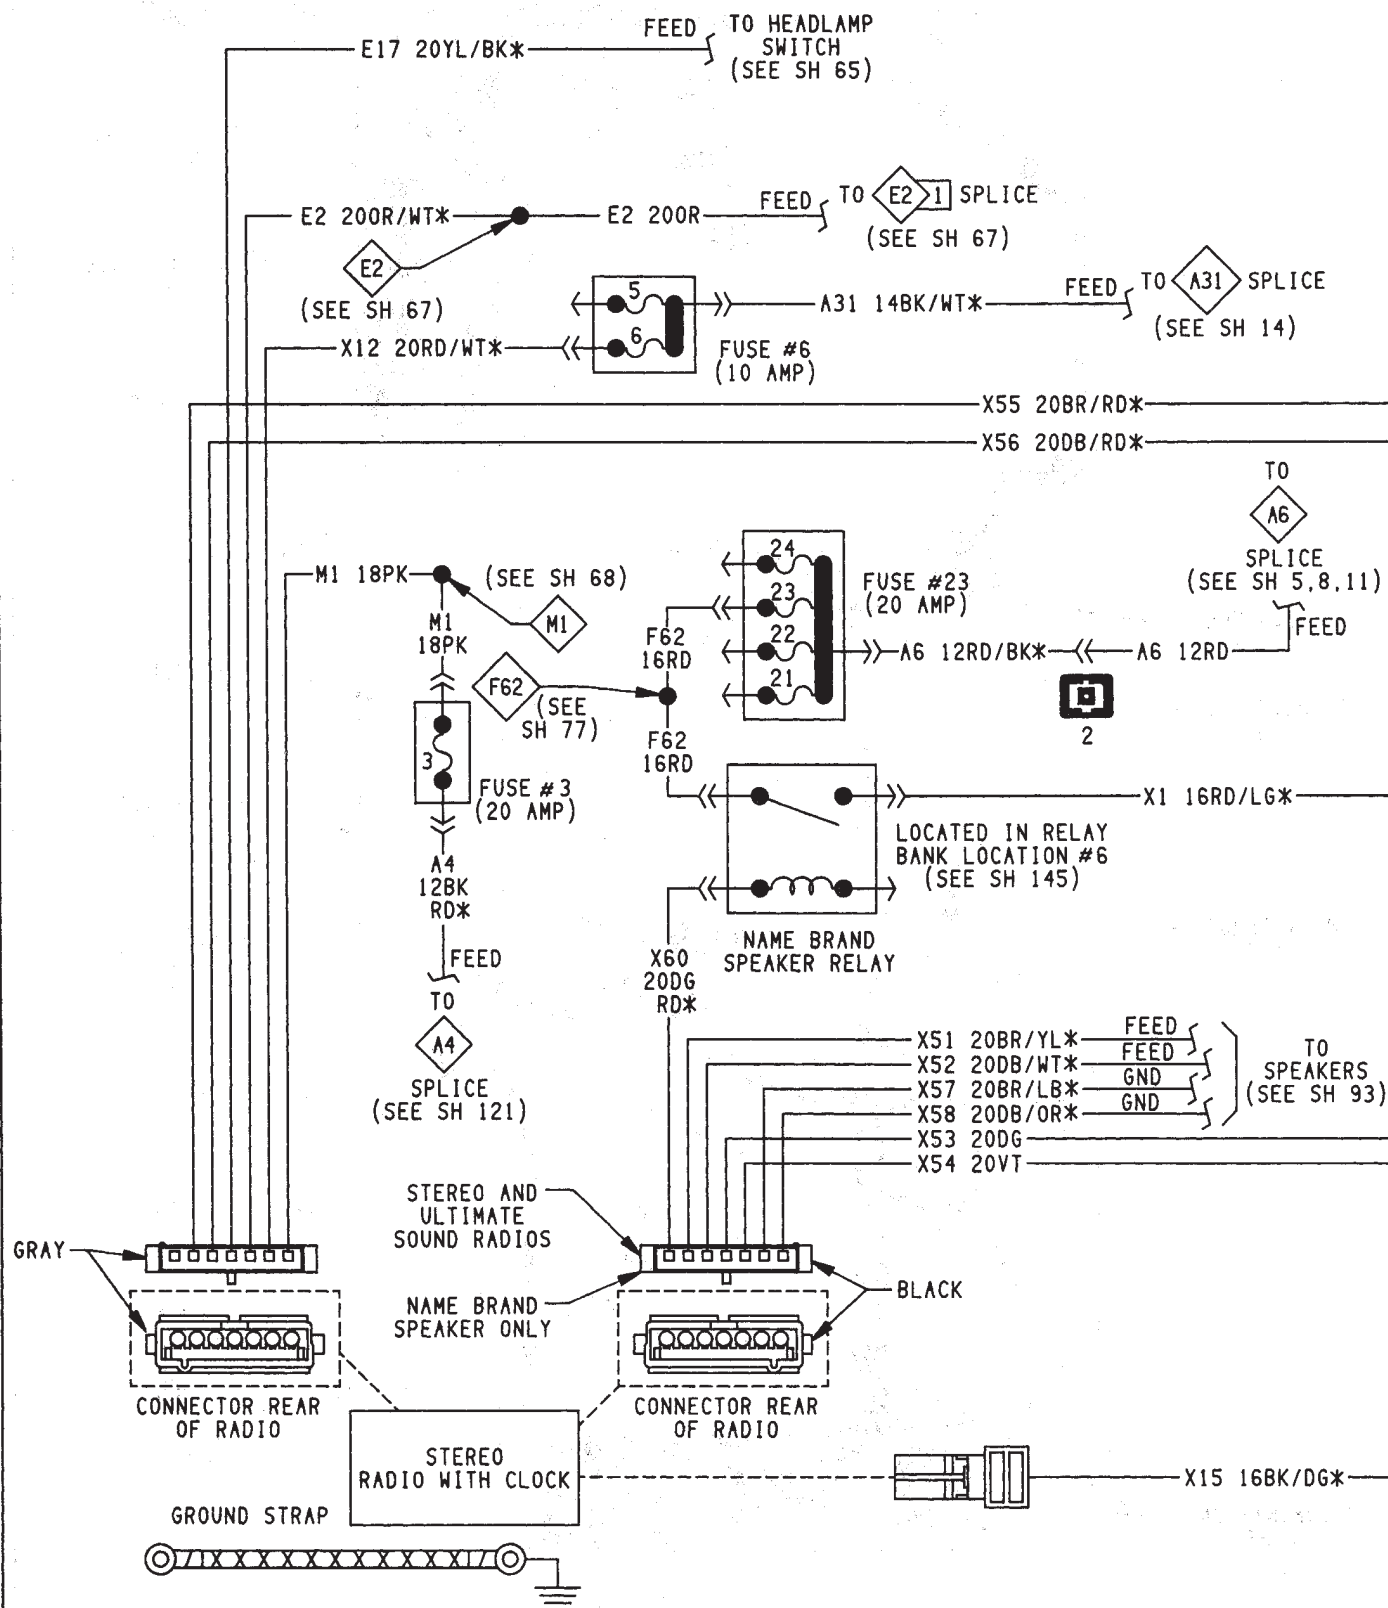 FEED
TO HEADLAMP
SWITCH
(SEE SH 65)
E17 20YL/BK*
E2 20OR/WT*
E2 20OR
FEED
TO
E2
1
SPLICE
(SEE SH 67)
E2
(SEE SH 67)
5
6
FUSE #6
(10 AMP)
A31 14BK/WT*
FEED
TO
A31
SPLICE
(SEE SH 14)
X12 20RD/WT*
X55 20BR/RD*
X56 20DB/RD*
TO
A6
SPLICE
(SEE SH 5,8,11)
FEED
M1 18PK
(SEE SH 68)
M1
M1
18PK
24
23
22
21
FUSE #23
(20 AMP)
F62
16RD
A6 12RD/BK*
A6 12RD
2
F62
(SEE
SH 77)
F62
16RD
3
FUSE #3
(20 AMP)
X1 16RD/LG*
LOCATED IN RELAY
BANK LOCATION #6
(SEE SH 145)
A4
12BK
RD*
FEED
TO
A4
SPLICE
(SEE SH 121)
NAME BRAND
SPEAKER RELAY
X60
20DG
RD*
X51 20BR/YL*
FEED
X52 20DB/WT*
FEED
X57 20BR/LB*
GND
X58 20DB/OR*
GND
TO
SPEAKERS
(SEE SH 93)
X53 20DG
X54 20VT
STEREO AND
ULTIMATE
SOUND RADIOS
GRAY
NAME BRAND
SPEAKER ONLY
BLACK
CONNECTOR REAR
OF RADIO
CONNECTOR REAR
OF RADIO
STEREO
RADIO WITH CLOCK
X15 16BK/DG*
GROUND STRAP